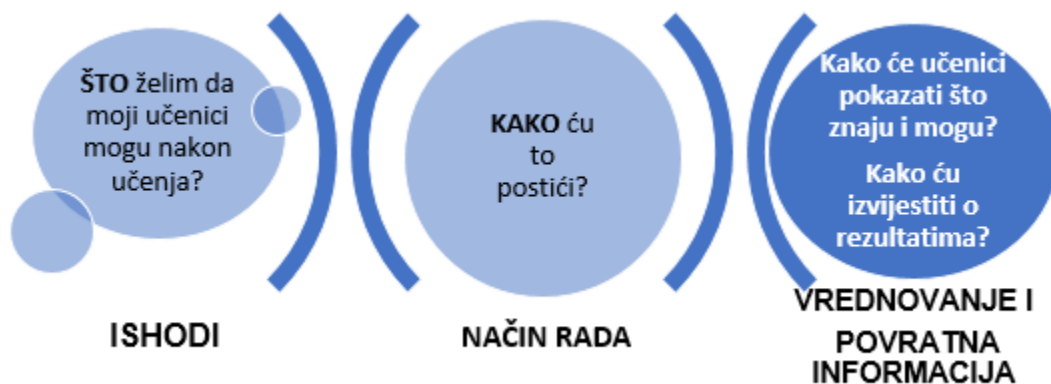 ŠTO želim da
moji učenici
mogu nakon
učenja?
ISHODI
KAKO ću
to
postići?
NAČIN RADA
Kako će učenici
pokazati što
znaju i mogu?
Kako ću
izvijestiti o
rezultatima?
VREDNOVANJE I
POVRATNA
INFORMACIJA